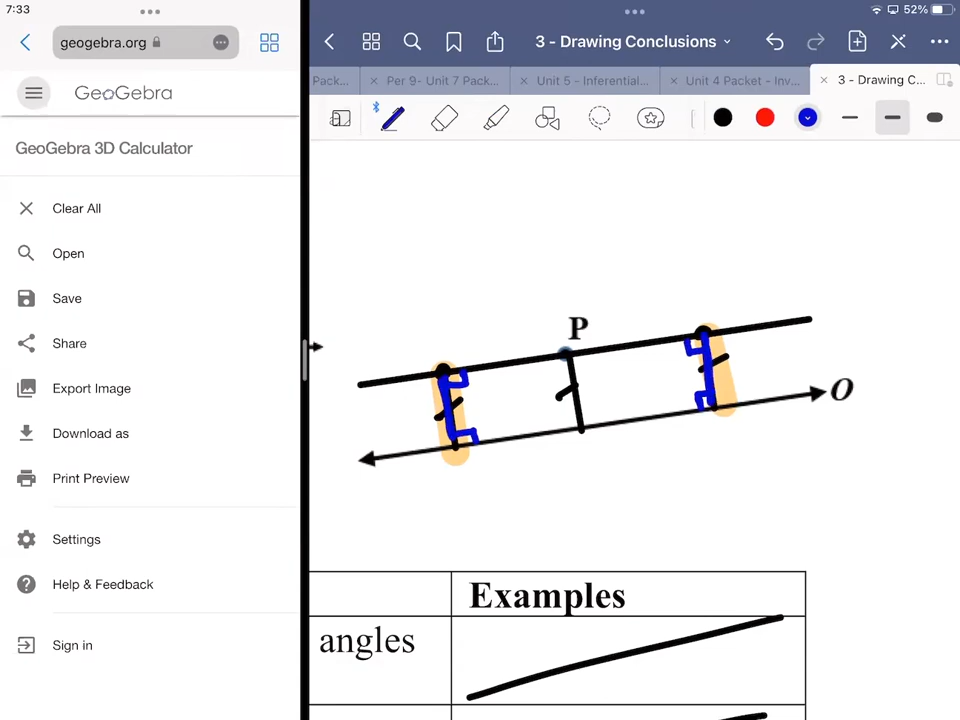 7:33
52%
geogebra.org
3 - Drawing Conclusions
GeoGebra
Pack...
Per 9- Unit 7 Pack...
Unit 5 - Inferential...
Unit 4 Packet - Inv...
3 - Drawing C...
GeoGebra 3D Calculator
Clear All
Open
Save
Share
Export Image
Download as
Print Preview
Settings
Help & Feedback
Sign in
P
O
Examples
angles